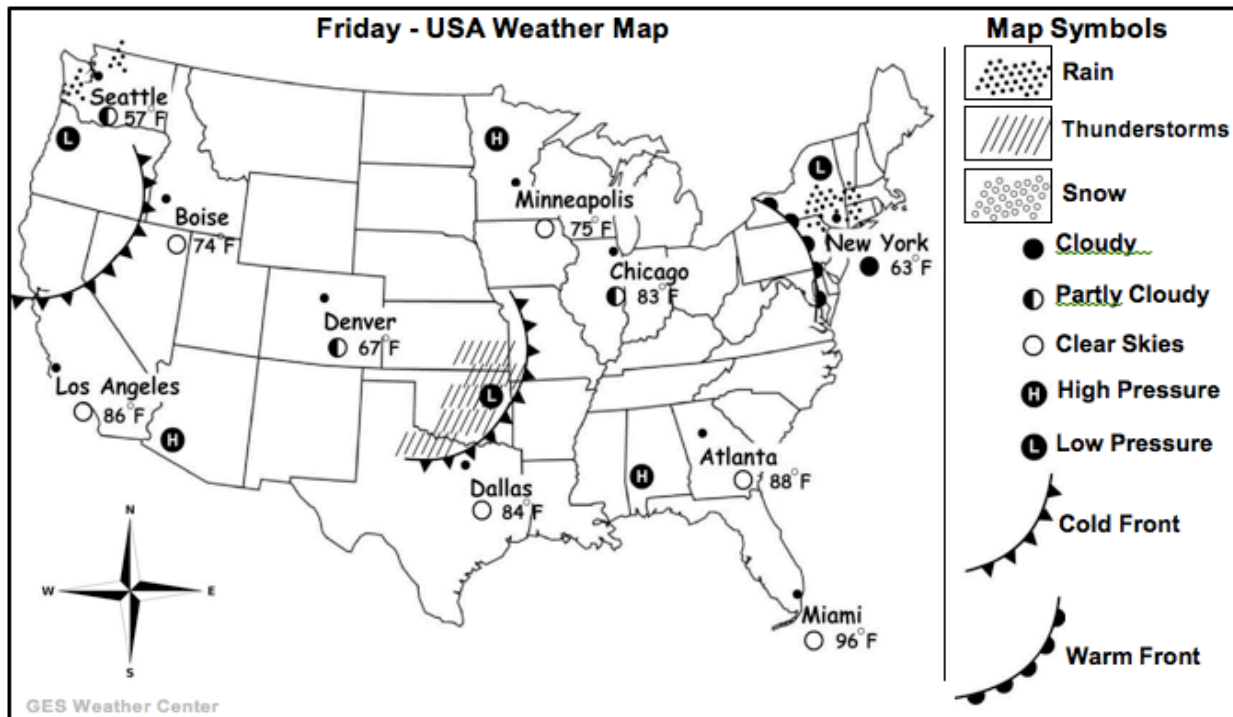 Friday - USA Weather Map
Seattle
57°F
L
Boise
74°F
H
Minneapolis
75°F
L
New York
63°F
Chicago
83°F
Denver
67°F
Los Angeles
86°F
H
L
Dallas
84°F
H
Atlanta
88°F
Miami
96°F
N
W
E
S
GES Weather Center
Map Symbols
Rain
Thunderstorms
Snow
Cloudy
Partly Cloudy
Clear Skies
H High Pressure
L Low Pressure
Cold Front
Warm Front